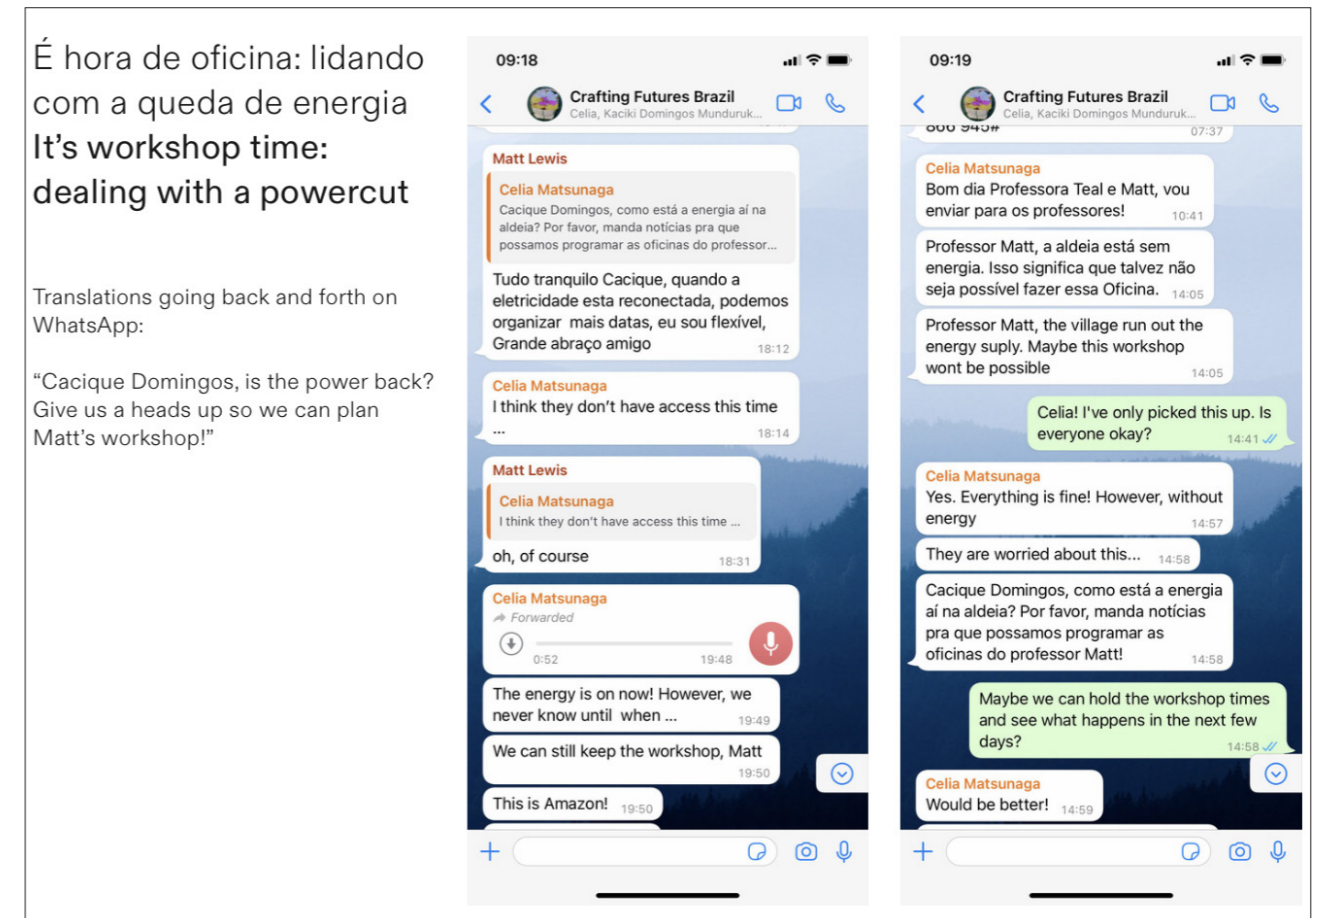 É hora de oficina: lidando
com a queda de energia
It's workshop time:
dealing with a powercut
Translations going back and forth on
WhatsApp:
“Cacique Domingos, is the power back?
Give us a heads up so we can plan
Matt's workshop!”
09:18
Crafting Futures Brazil
Celia, Kaciki Domingos Munduruk...
Matt Lewis
Celia Matsunaga
Cacique Domingos, como está a energia aí na
aldeia? Por favor, manda notícias pra que
possamos programar as oficinas do professor...
Tudo tranquilo Cacique, quando a
eletricidade esta reconectada, podemos
organizar mais datas, eu sou flexível,
Grande abraço amigo 18:12
Celia Matsunaga
I think they don't have access this time
... 18:14
Matt Lewis
Celia Matsunaga
I think they don't have access this time ...
oh, of course 18:31
Celia Matsunaga
Forwarded
0:52 19:48
The energy is on now! However, we
never know until when ... 19:49
We can still keep the workshop, Matt
19:50
This is Amazon! 19:50
09:19
Crafting Futures Brazil
Celia, Kaciki Domingos Munduruk...
866 945# 07:37
Celia Matsunaga
Bom dia Professora Teal e Matt, vou
enviar para os professores! 10:41
Professor Matt, a aldeia está sem
energia. Isso significa que talvez não
seja possível fazer essa Oficina. 14:05
Professor Matt, the village run out the
energy suply. Maybe this workshop
wont be possible 14:05
Celia! I've only picked this up. Is
everyone okay? 14:41
Celia Matsunaga
Yes. Everything is fine! However, without
energy 14:57
They are worried about this... 14:58
Cacique Domingos, como está a energia
aí na aldeia? Por favor, manda notícias
pra que possamos programar as
oficinas do professor Matt! 14:58
Maybe we can hold the workshop times
and see what happens in the next few
days? 14:58
Celia Matsunaga
Would be better! 14:59